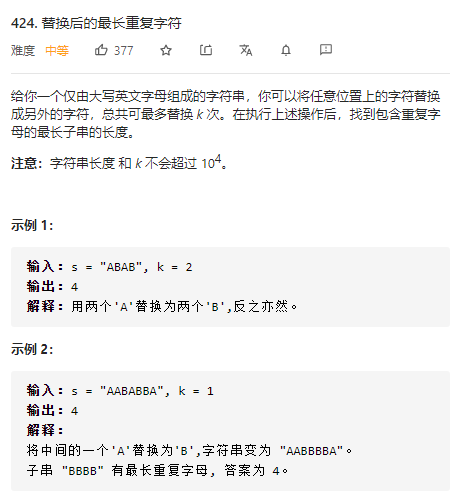 424. 替换后的最长重复字符
难度 中等 377
给你一个仅由大写英文字母组成的字符串，你可以将任意位置上的字符替换
成另外的字符，总共可最多替换 k 次。在执行上述操作后，找到包含重复字
母的最长子串的长度。
注意：字符串长度 和 k 不会超过 10⁴。
示例 1：
输入：s = "ABAB", k = 2
输出：4
解释：用两个'A'替换为两个'B',反之亦然。
示例 2：
输入：s = "AABABBA", k = 1
输出：4
解释：
将中间的一个'A'替换为'B',字符串变为 "AABBBBA"。
子串 "BBBB" 有最长重复字母, 答案为 4。